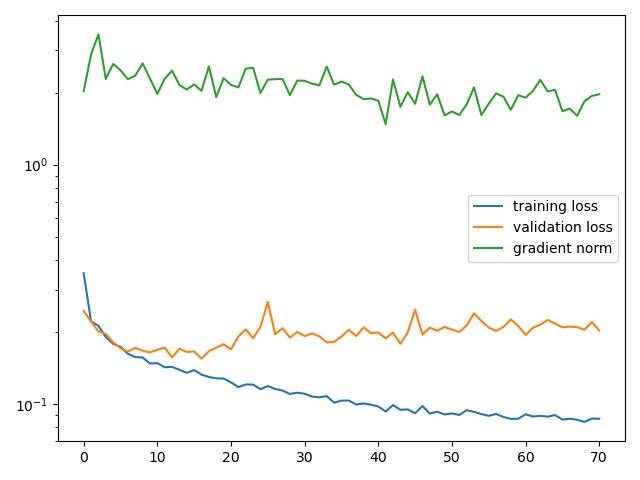 10⁰
training loss
validation loss
gradient norm
10⁻¹
0 10 20 30 40 50 60 70